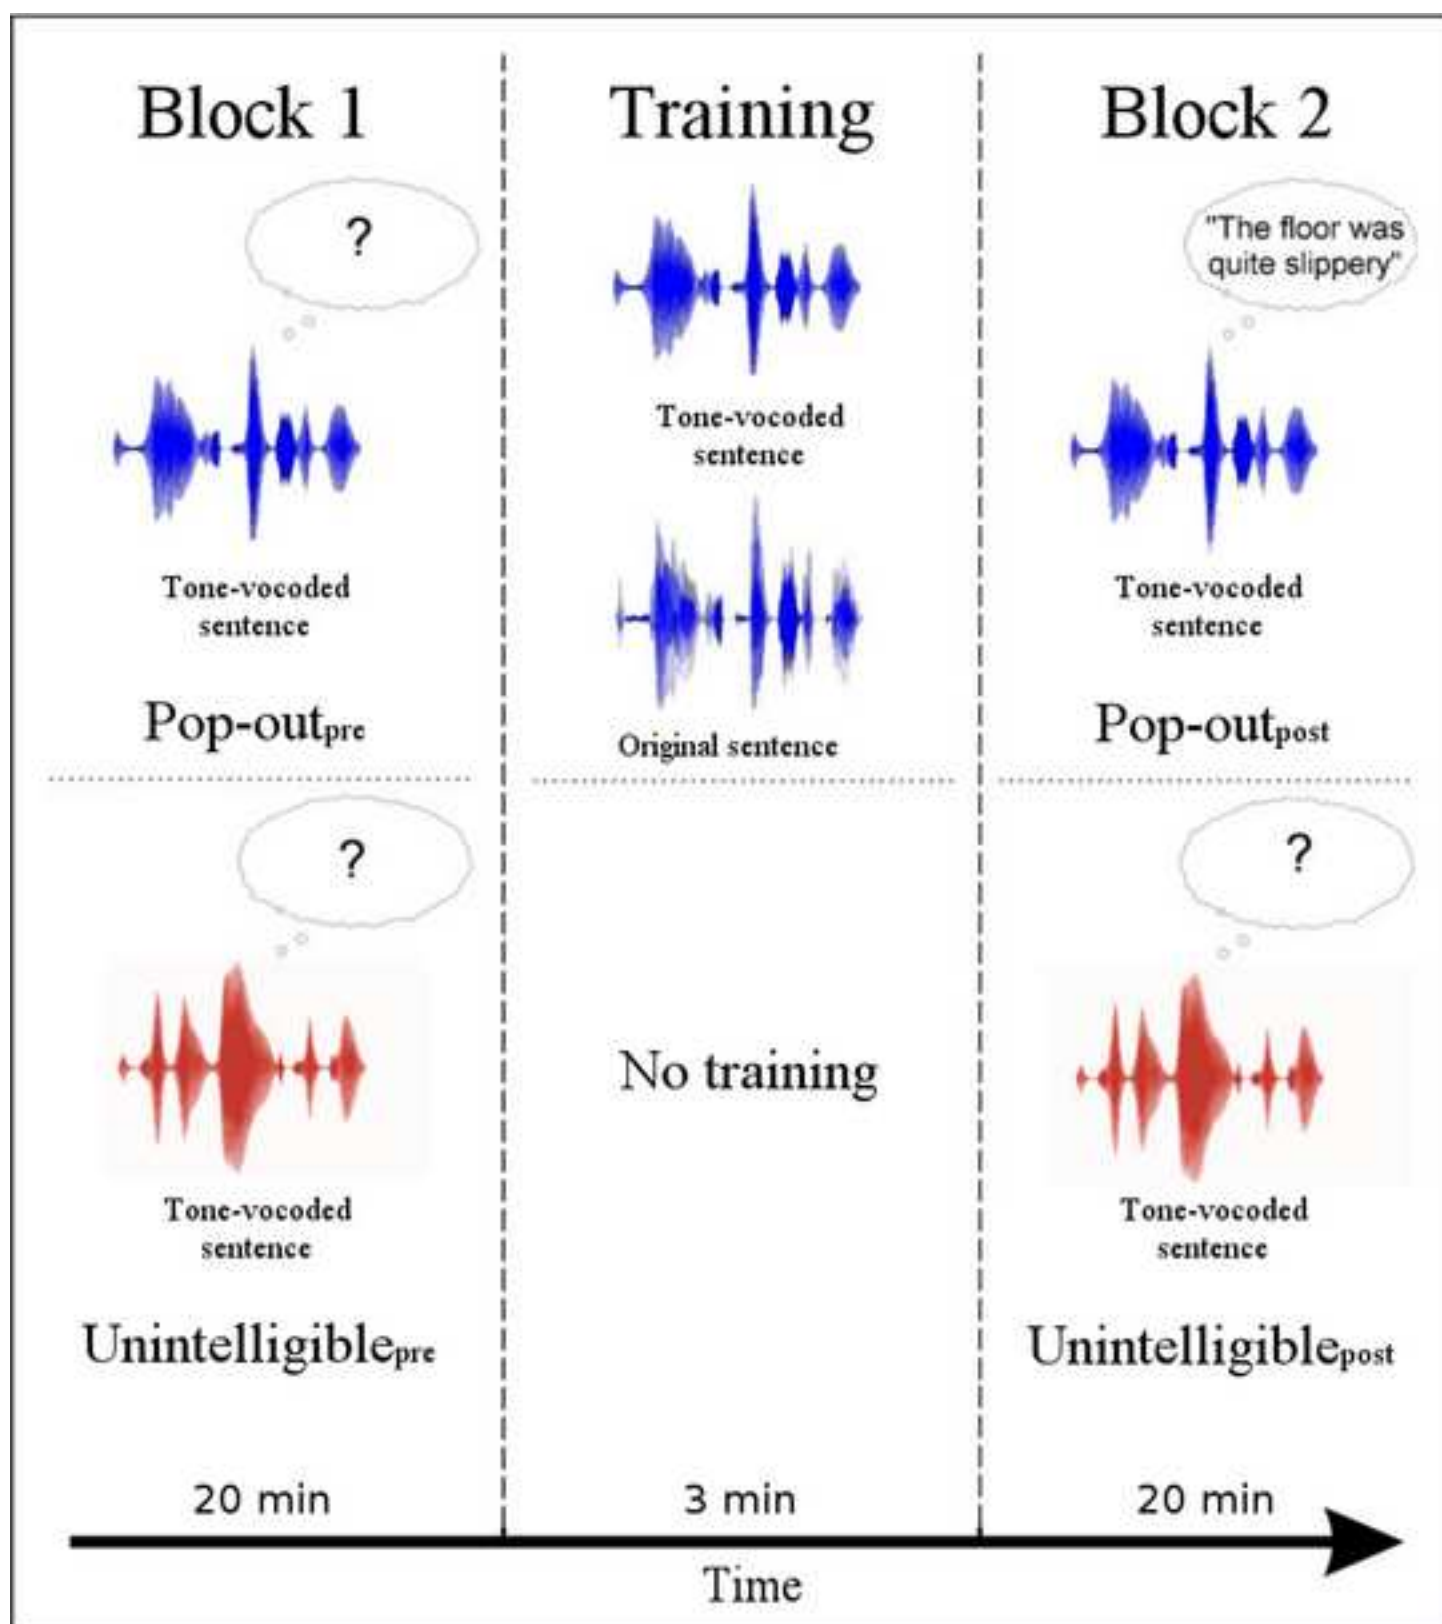 Block 1
Training
Block 2
?
"The floor was
quite slippery"
Tone-vocoded
sentence
Tone-vocoded
sentence
Tone-vocoded
sentence
Pop-outpre
Original sentence
Pop-outpost
?
?
No training
Tone-vocoded
sentence
Tone-vocoded
sentence
Unintelligiblepre
Unintelligiblepost
20 min
3 min
20 min
Time